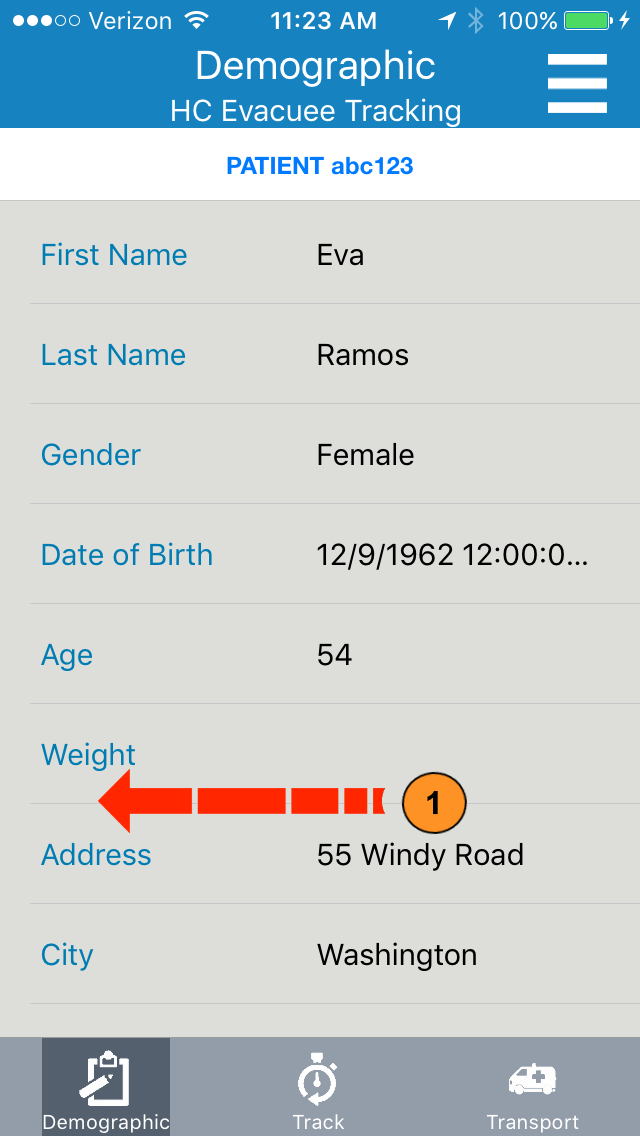 Verizon 11:23 AM 100%
Demographic
HC Evacuee Tracking
PATIENT abc123
First Name Eva
Last Name Ramos
Gender Female
Date of Birth 12/9/1962 12:00:0...
Age 54
Weight
1
Address 55 Windy Road
City Washington
Demographic Track Transport